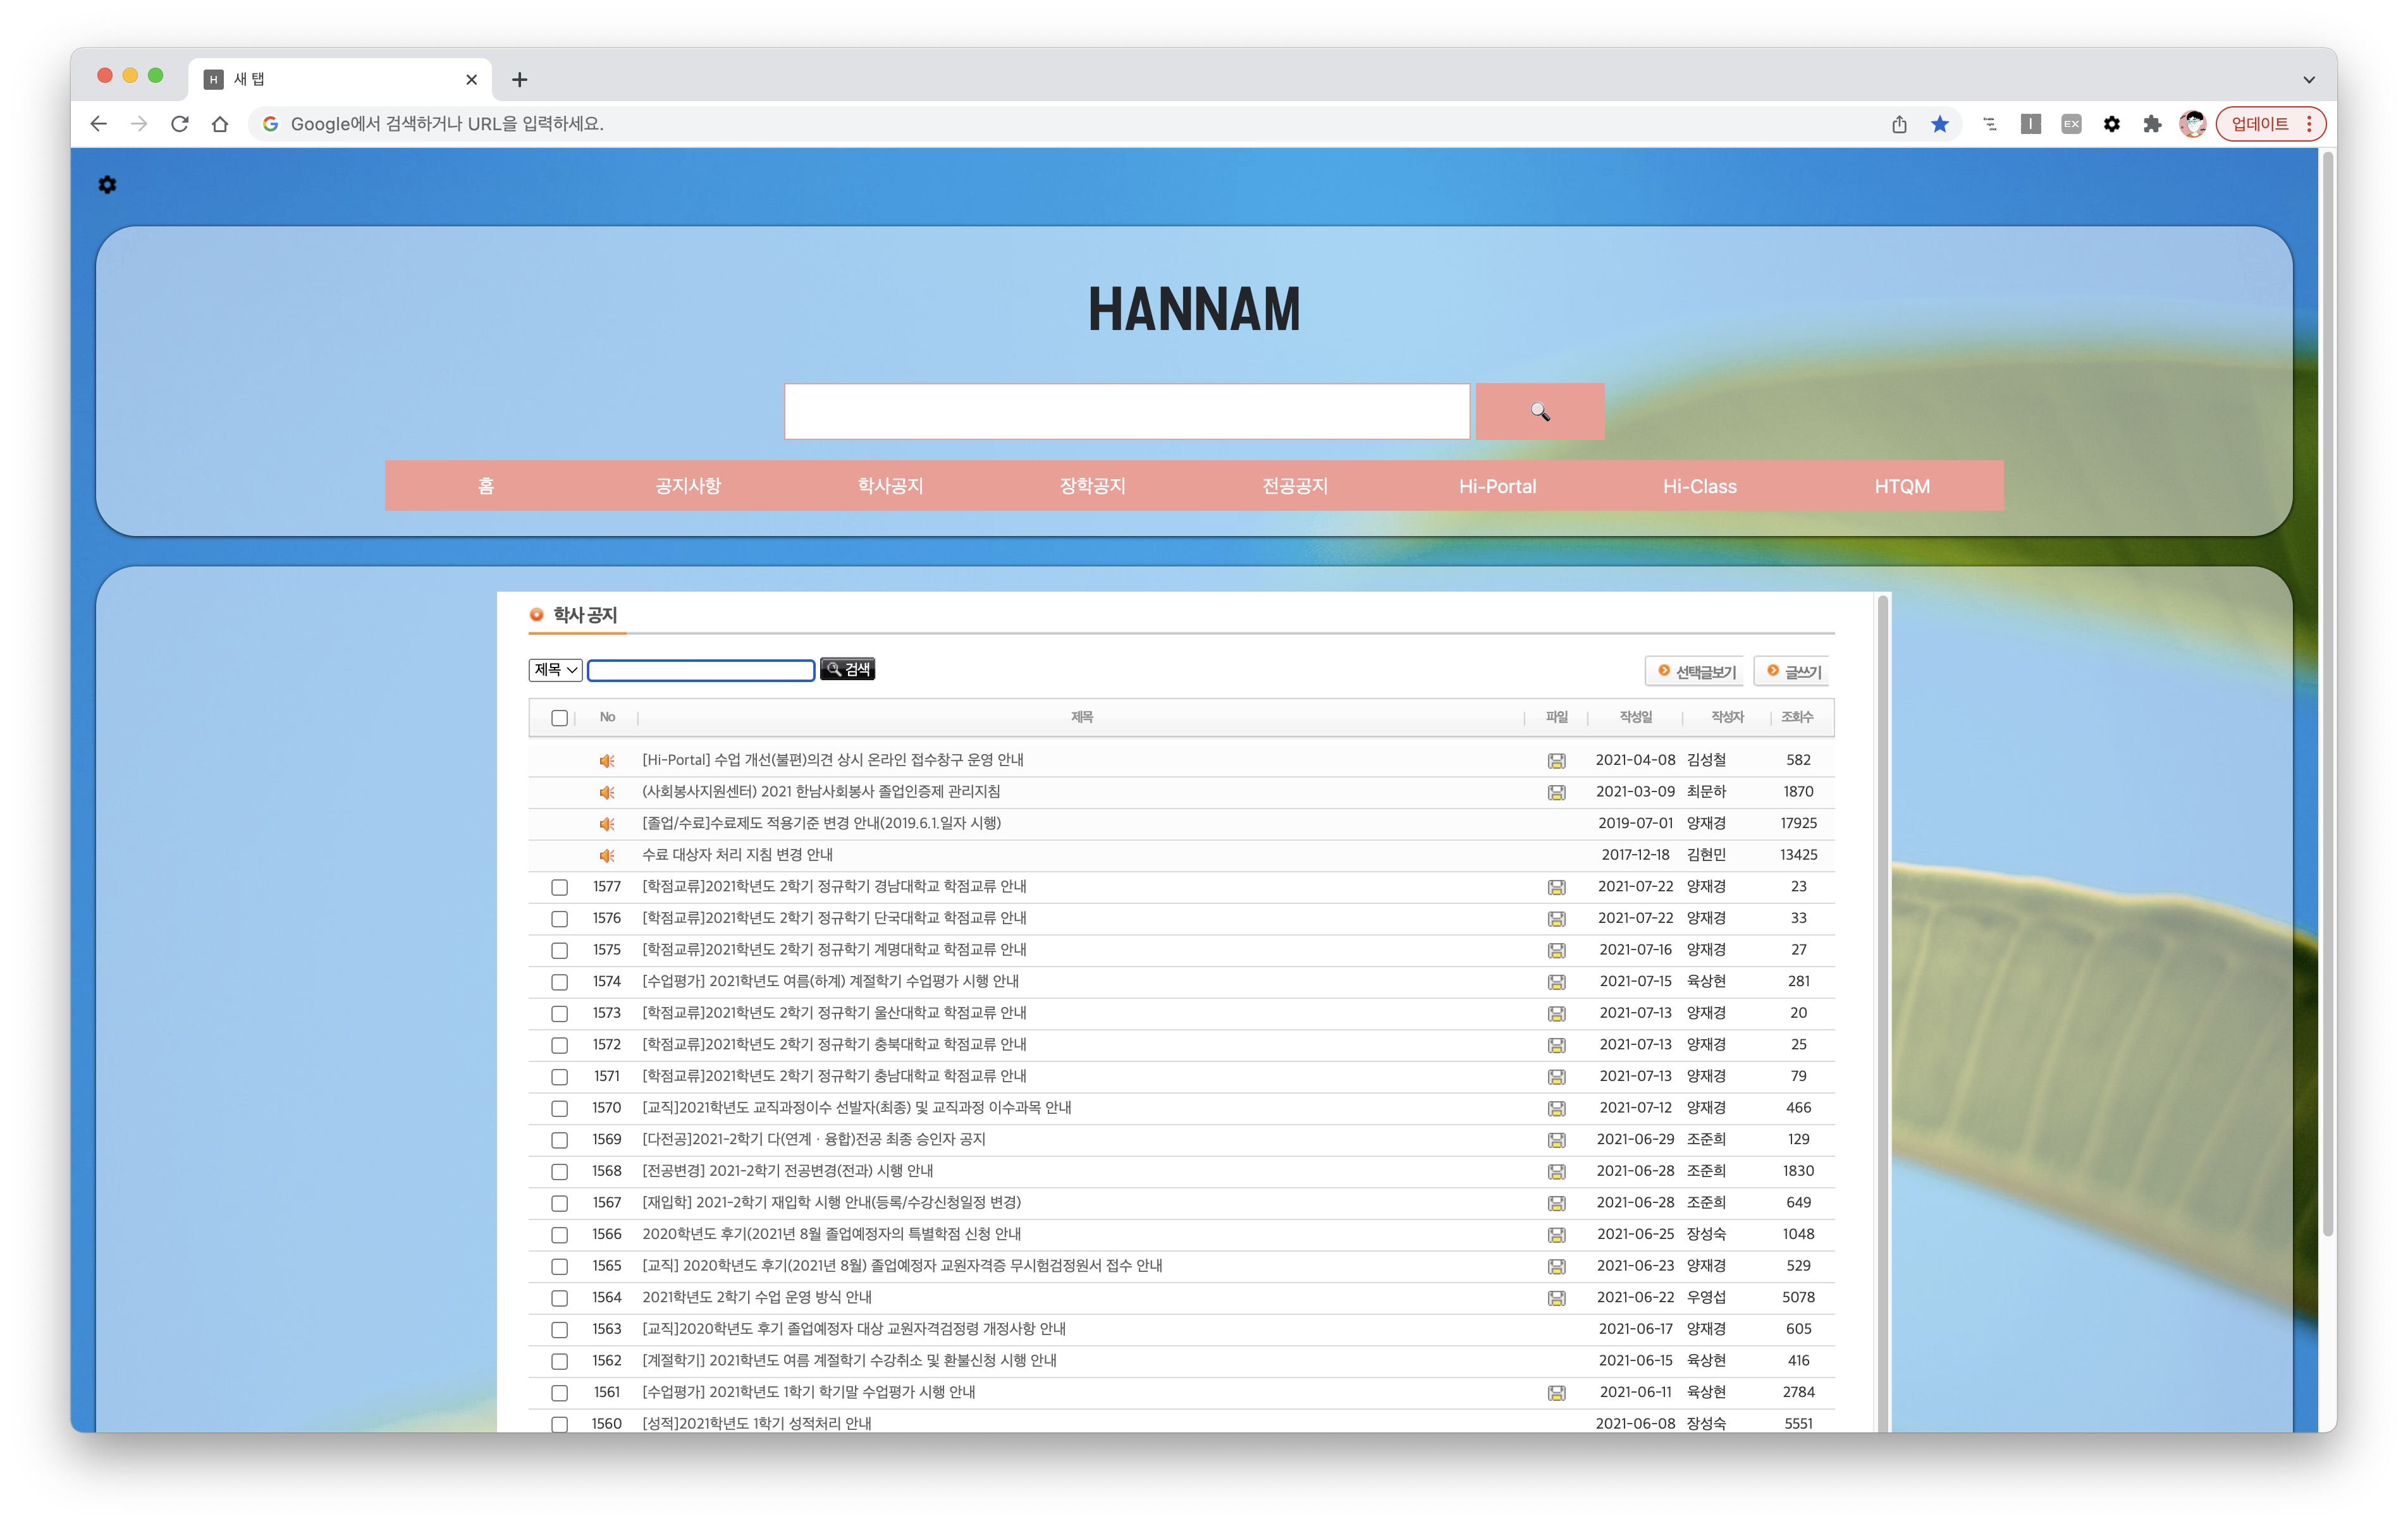 H 새 탭
Google에서 검색하거나 URL을 입력하세요.
EX
업데이트
HANNAM
홈 공지사항 학사공지 장학공지 전공공지 Hi-Portal Hi-Class HTQM
학사 공지
제목 검색 선택글보기 글쓰기
No 제목 파일 작성일 작성자 조회수
[Hi-Portal] 수업 개선(불편)의견 상시 온라인 접수창구 운영 안내 2021-04-08 김성철 582
(사회봉사지원센터) 2021 한남사회봉사 졸업인증제 관리지침 2021-03-09 최문하 1870
[졸업/수료]수료제도 적용기준 변경 안내(2019.6.1.일자 시행) 2019-07-01 양재경 17925
수료 대상자 처리 지침 변경 안내 2017-12-18 김현민 13425
1577 [학점교류]2021학년도 2학기 정규학기 경남대학교 학점교류 안내 2021-07-22 양재경 23
1576 [학점교류]2021학년도 2학기 정규학기 단국대학교 학점교류 안내 2021-07-22 양재경 33
1575 [학점교류]2021학년도 2학기 정규학기 계명대학교 학점교류 안내 2021-07-16 양재경 27
1574 [수업평가] 2021학년도 여름(하계) 계절학기 수업평가 시행 안내 2021-07-15 육상현 281
1573 [학점교류]2021학년도 2학기 정규학기 울산대학교 학점교류 안내 2021-07-13 양재경 20
1572 [학점교류]2021학년도 2학기 정규학기 충북대학교 학점교류 안내 2021-07-13 양재경 25
1571 [학점교류]2021학년도 2학기 정규학기 충남대학교 학점교류 안내 2021-07-13 양재경 79
1570 [교직]2021학년도 교직과정이수 선발자(최종) 및 교직과정 이수과목 안내 2021-07-12 양재경 466
1569 [다전공]2021-2학기 다(연계ㆍ융합)전공 최종 승인자 공지 2021-06-29 조준희 129
1568 [전공변경] 2021-2학기 전공변경(전과) 시행 안내 2021-06-28 조준희 1830
1567 [재입학] 2021-2학기 재입학 시행 안내(등록/수강신청일정 변경) 2021-06-28 조준희 649
1566 2020학년도 후기(2021년 8월 졸업예정자의 특별학점 신청 안내 2021-06-25 장성숙 1048
1565 [교직] 2020학년도 후기(2021년 8월) 졸업예정자 교원자격증 무시험검정원서 접수 안내 2021-06-23 양재경 529
1564 2021학년도 2학기 수업 운영 방식 안내 2021-06-22 우영섭 5078
1563 [교직]2020학년도 후기 졸업예정자 대상 교원자격검정령 개정사항 안내 2021-06-17 양재경 605
1562 [계절학기] 2021학년도 여름 계절학기 수강취소 및 환불신청 시행 안내 2021-06-15 육상현 416
1561 [수업평가] 2021학년도 1학기 학기말 수업평가 시행 안내 2021-06-11 육상현 2784
1560 [성적]2021학년도 1학기 성적처리 안내 2021-06-08 장성숙 5551